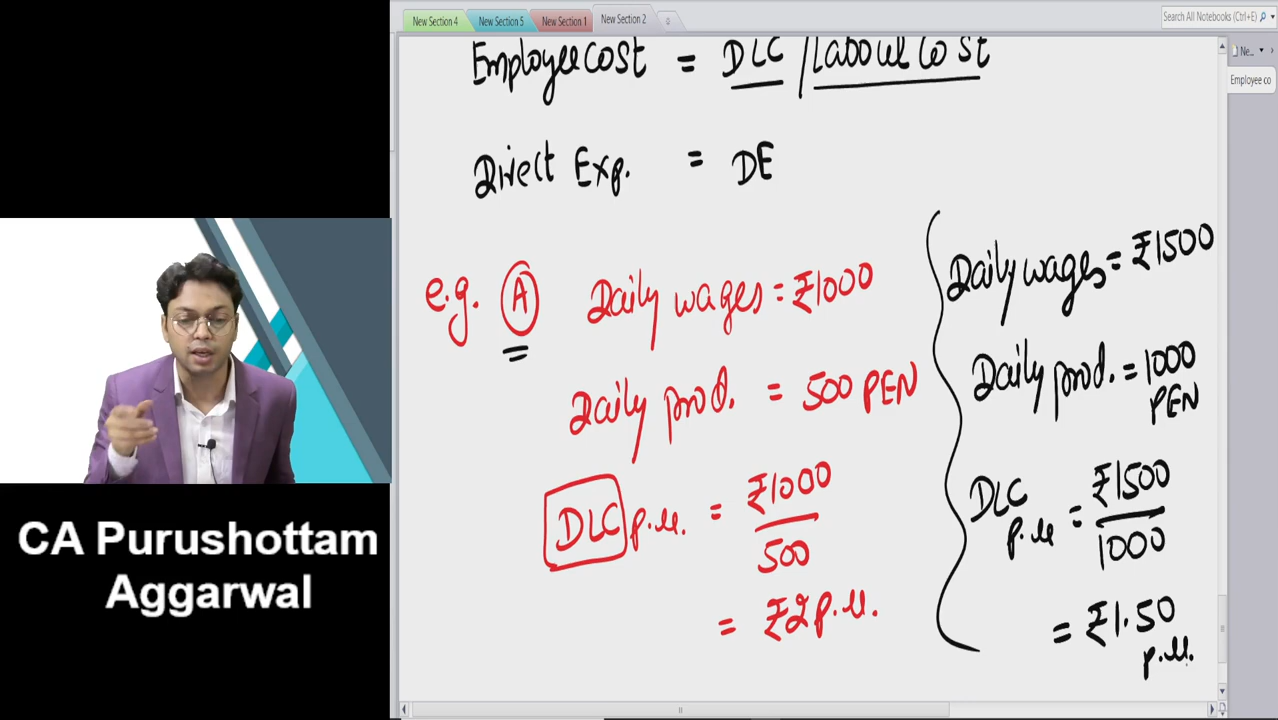 New Section 4
New Section 5
New Section 1
New Section 2
Search All Notebooks (Ctrl+E)
Ne...
Employee co
Employee cost = DLC / Labour Cost
Direct Exp. = DE
e.g. A Daily wages = ₹1000
Daily prod. = 500 PEN
DLC p.u. = ₹1000
500
= ₹2 p.u.
Daily wages = ₹1500
Daily prod. = 1000
PEN
DLC
p.u = ₹1500
1000
= ₹1.50
p.u.
CA Purushottam
Aggarwal